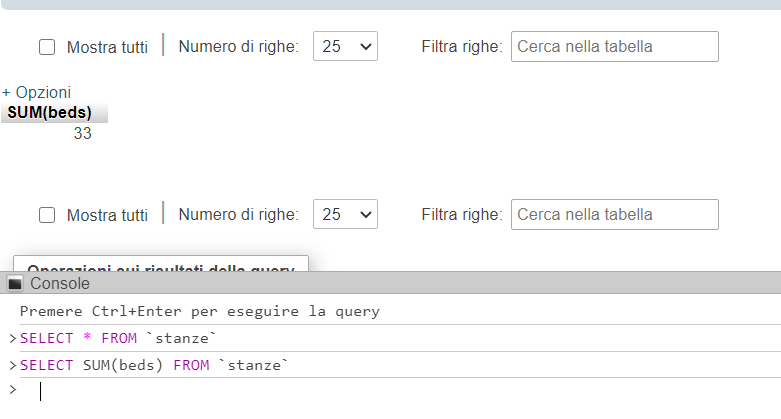 Mostra tutti | Numero di righe: 25 Filtra righe: Cerca nella tabella
+ Opzioni
SUM(beds)
33
Mostra tutti | Numero di righe: 25 Filtra righe: Cerca nella tabella
Operazioni sui risultati della query
Console
Premere Ctrl+Enter per eseguire la query
>SELECT * FROM `stanze`
>SELECT SUM(beds) FROM `stanze`
>